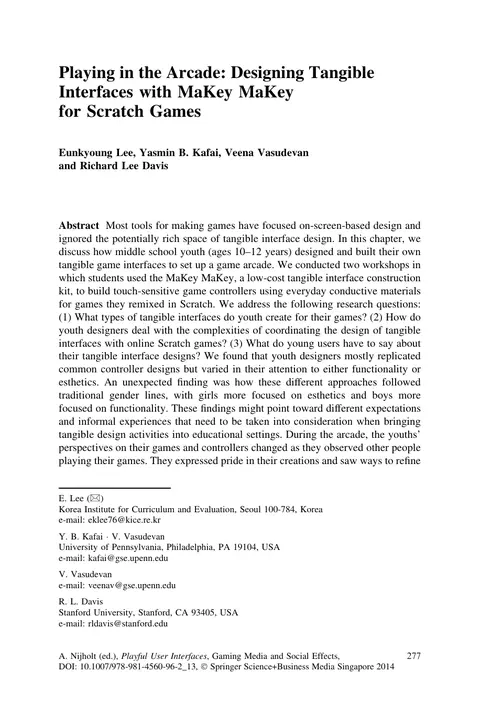 Playing in the Arcade: Designing Tangible
Interfaces with MaKey MaKey
for Scratch Games
Eunkyoung Lee, Yasmin B. Kafai, Veena Vasudevan
and Richard Lee Davis
Abstract Most tools for making games have focused on-screen-based design and
ignored the potentially rich space of tangible interface design. In this chapter, we
discuss how middle school youth (ages 10–12 years) designed and built their own
tangible game interfaces to set up a game arcade. We conducted two workshops in
which students used the MaKey MaKey, a low-cost tangible interface construction
kit, to build touch-sensitive game controllers using everyday conductive materials
for games they remixed in Scratch. We address the following research questions:
(1) What types of tangible interfaces do youth create for their games? (2) How do
youth designers deal with the complexities of coordinating the design of tangible
interfaces with online Scratch games? (3) What do young users have to say about
their tangible interface designs? We found that youth designers mostly replicated
common controller designs but varied in their attention to either functionality or
esthetics. An unexpected finding was how these different approaches followed
traditional gender lines, with girls more focused on esthetics and boys more
focused on functionality. These findings might point toward different expectations
and informal experiences that need to be taken into consideration when bringing
tangible design activities into educational settings. During the arcade, the youths'
perspectives on their games and controllers changed as they observed other people
playing their games. They expressed pride in their creations and saw ways to refine
E. Lee (✉)
Korea Institute for Curriculum and Evaluation, Seoul 100-784, Korea
e-mail: eklee76@kice.re.kr
Y. B. Kafai · V. Vasudevan
University of Pennsylvania, Philadelphia, PA 19104, USA
e-mail: kafai@gse.upenn.edu
V. Vasudevan
e-mail: veenav@gse.upenn.edu
R. L. Davis
Stanford University, Stanford, CA 93405, USA
e-mail: rldavis@stanford.edu
A. Nijholt (ed.), Playful User Interfaces, Gaming Media and Social Effects, 277
DOI: 10.1007/978-981-4560-96-2_13, © Springer Science+Business Media Singapore 2014